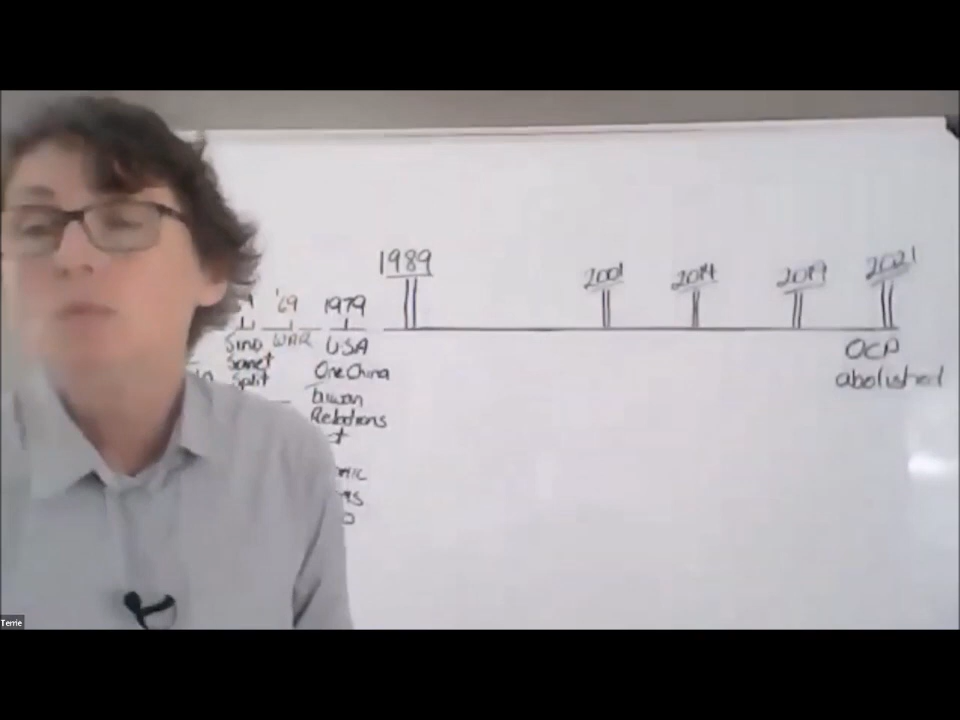 1989
'69 1979 2001 2014 2019 2021
Sino WAR USA OCP
Soviet One China abolished
Split Taiwan
Relations
Terrie